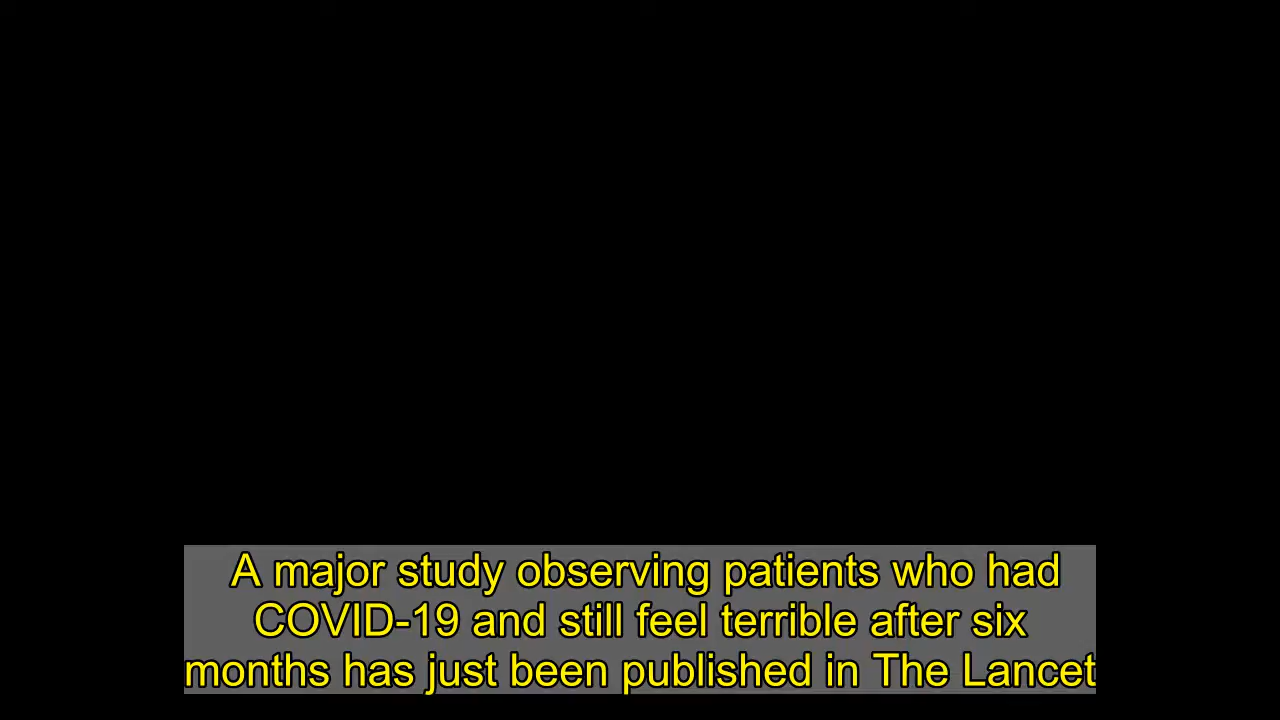 A major study observing patients who had
COVID-19 and still feel terrible after six
months has just been published in The Lancet